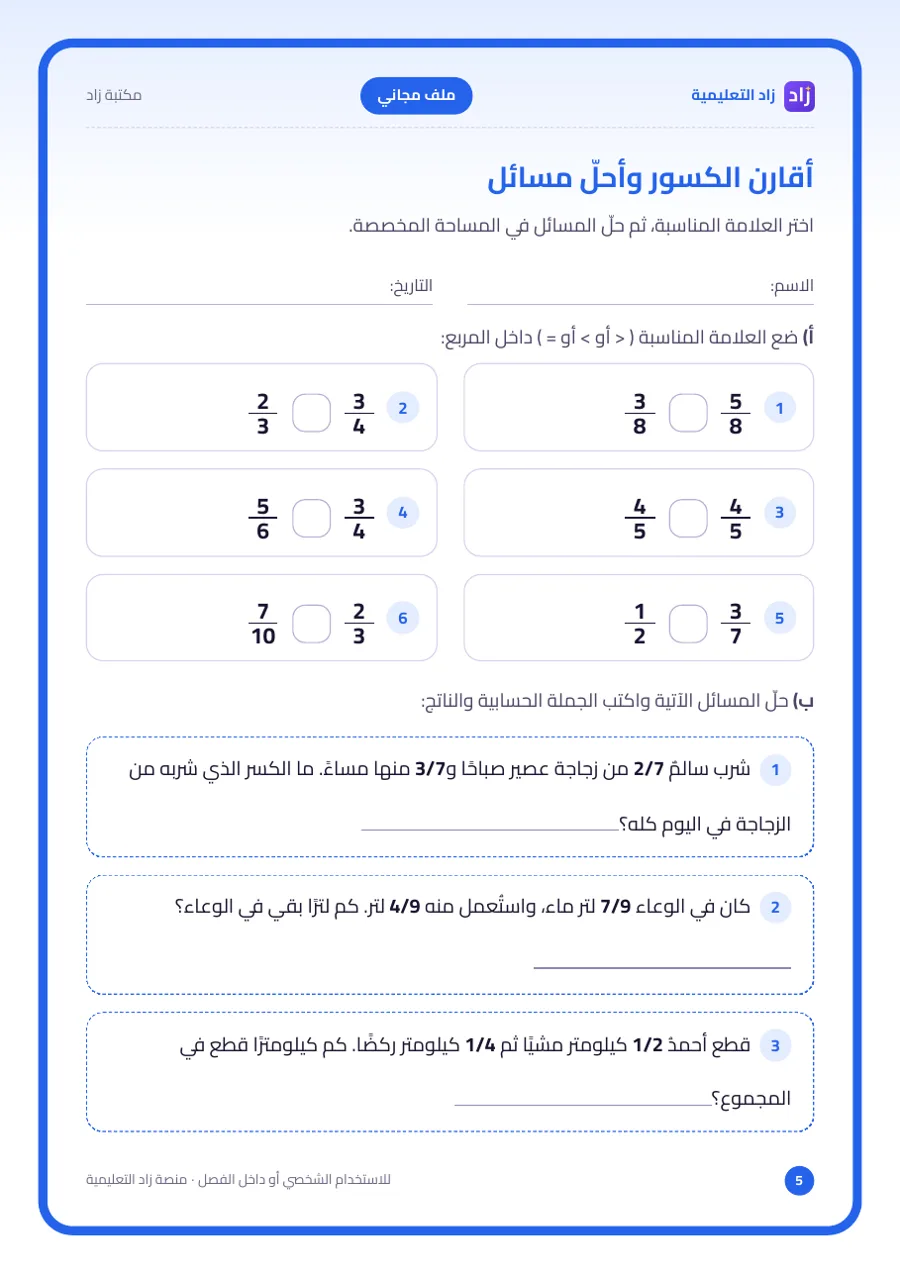 زاد زاد التعليمية
ملف مجاني
مكتبة زاد
أقارن الكسور وأحلّ مسائل
اختر العلامة المناسبة، ثم حلّ المسائل في المساحة المخصصة.
الاسم:
التاريخ:
أ) ضع العلامة المناسبة ( < أو > أو = ) داخل المربع:
1 5/8 3/8
2 3/4 2/3
3 4/5 4/5
4 3/4 5/6
5 3/7 1/2
6 2/3 7/10
ب) حلّ المسائل الآتية واكتب الجملة الحسابية والناتج:
1 شرب سالمٌ 2/7 من زجاجة عصير صباحًا و3/7 منها مساءً. ما الكسر الذي شربه من
الزجاجة في اليوم كله؟
2 كان في الوعاء 7/9 لتر ماء، واستُعمل منه 4/9 لتر. كم لترًا بقي في الوعاء؟
3 قطع أحمدُ 1/2 كيلومتر مشيًا ثم 1/4 كيلومتر ركضًا. كم كيلومترًا قطع في
المجموع؟
5
للاستخدام الشخصي أو داخل الفصل · منصة زاد التعليمية